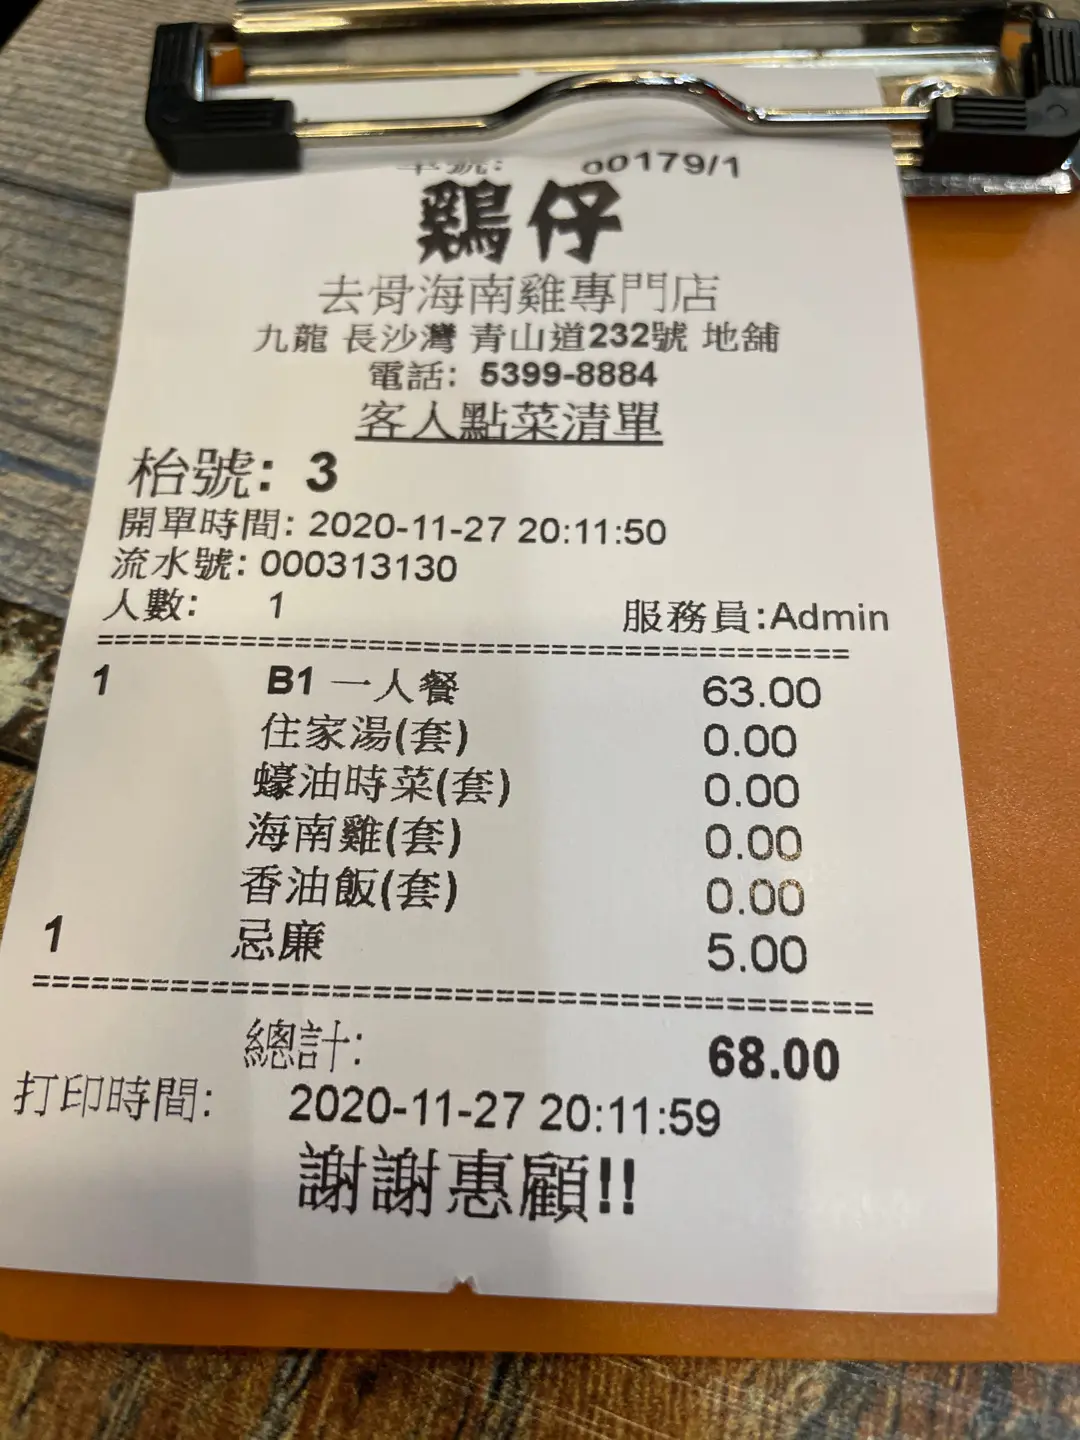 單號: 00179/1
鷄仔
去骨海南雞專門店
九龍 長沙灣 青山道232號 地舖
電話: 5399-8884
客人點菜清單
枱號: 3
開單時間: 2020-11-27 20:11:50
流水號: 000313130
人數: 1 服務員:Admin
1 B1 一人餐 63.00
住家湯(套) 0.00
蠔油時菜(套) 0.00
海南雞(套) 0.00
香油飯(套) 0.00
1 忌廉 5.00
總計: 68.00
打印時間: 2020-11-27 20:11:59
謝謝惠顧!!